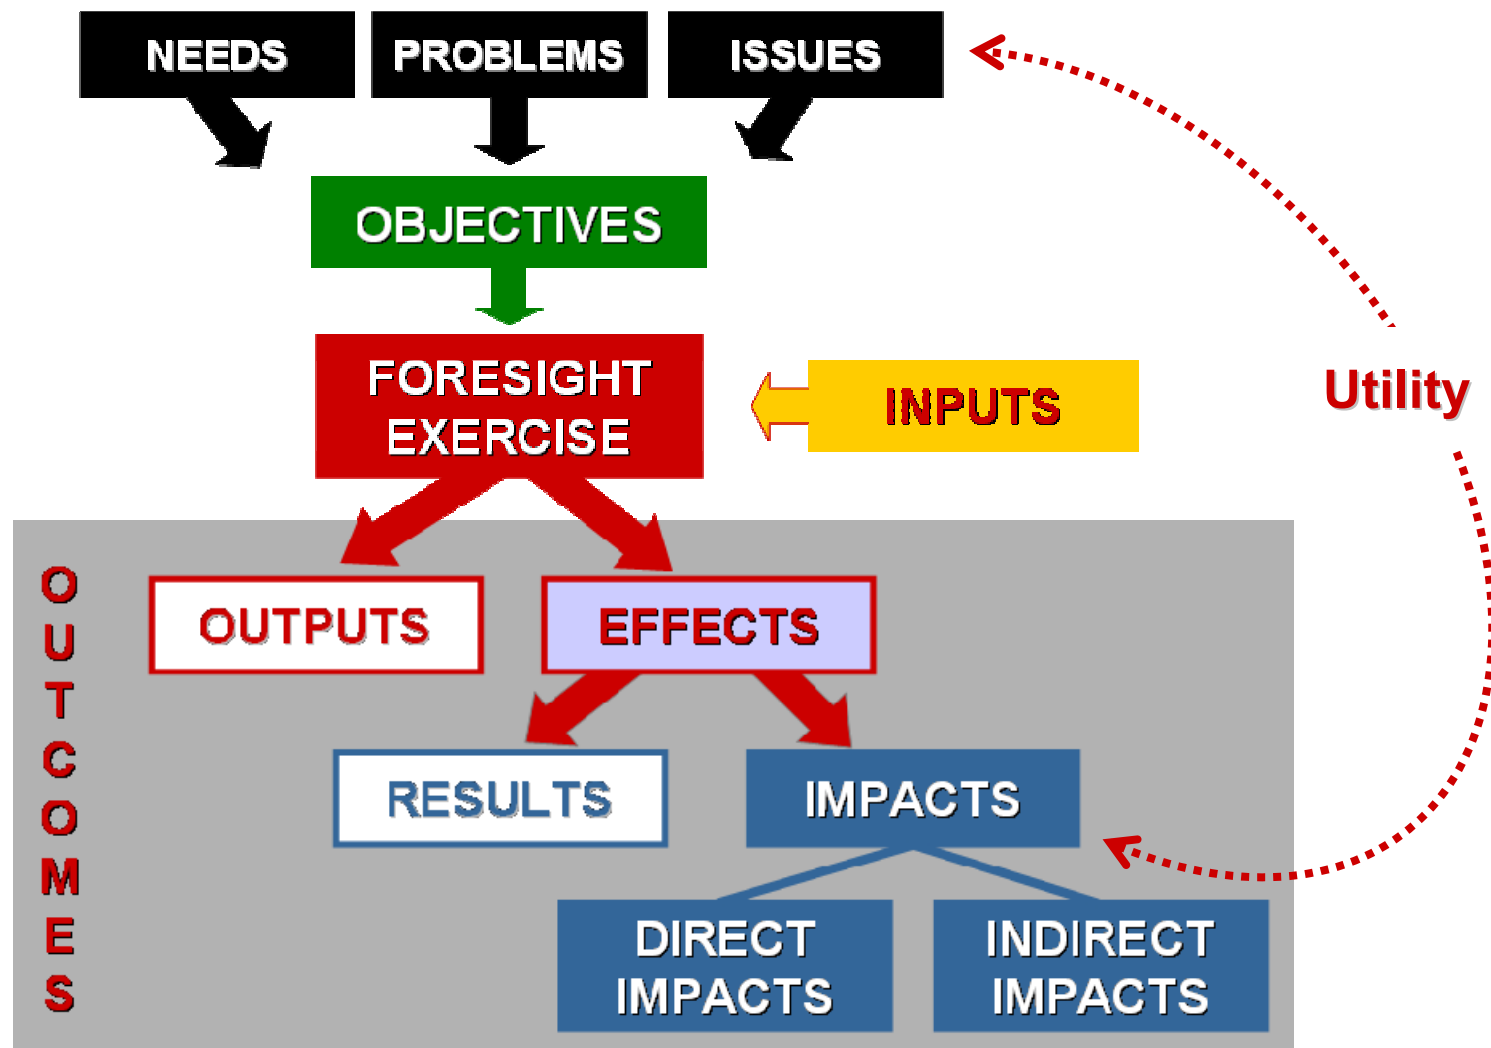 NEEDS
PROBLEMS
ISSUES
OBJECTIVES
FORESIGHT
EXERCISE
INPUTS
Utility
OUTCOMES
OUTPUTS
EFFECTS
RESULTS
IMPACTS
DIRECT
IMPACTS
INDIRECT
IMPACTS